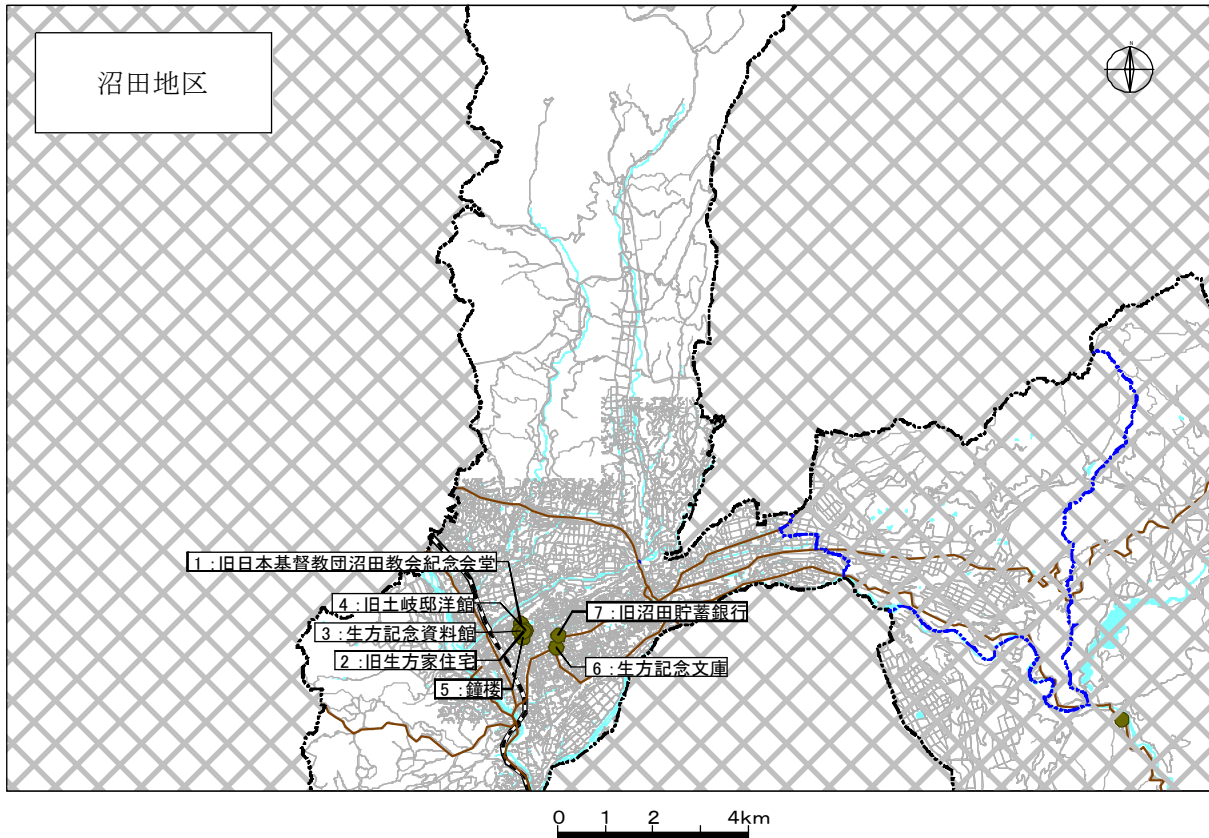 沼田地区
N
1：旧日本基督教団沼田教会紀念会堂
4：旧土岐邸洋館
3：生方記念資料館
2：旧生方家住宅
5：鐘楼
7：旧沼田貯蓄銀行
6：生方記念文庫
0 1 2 4km